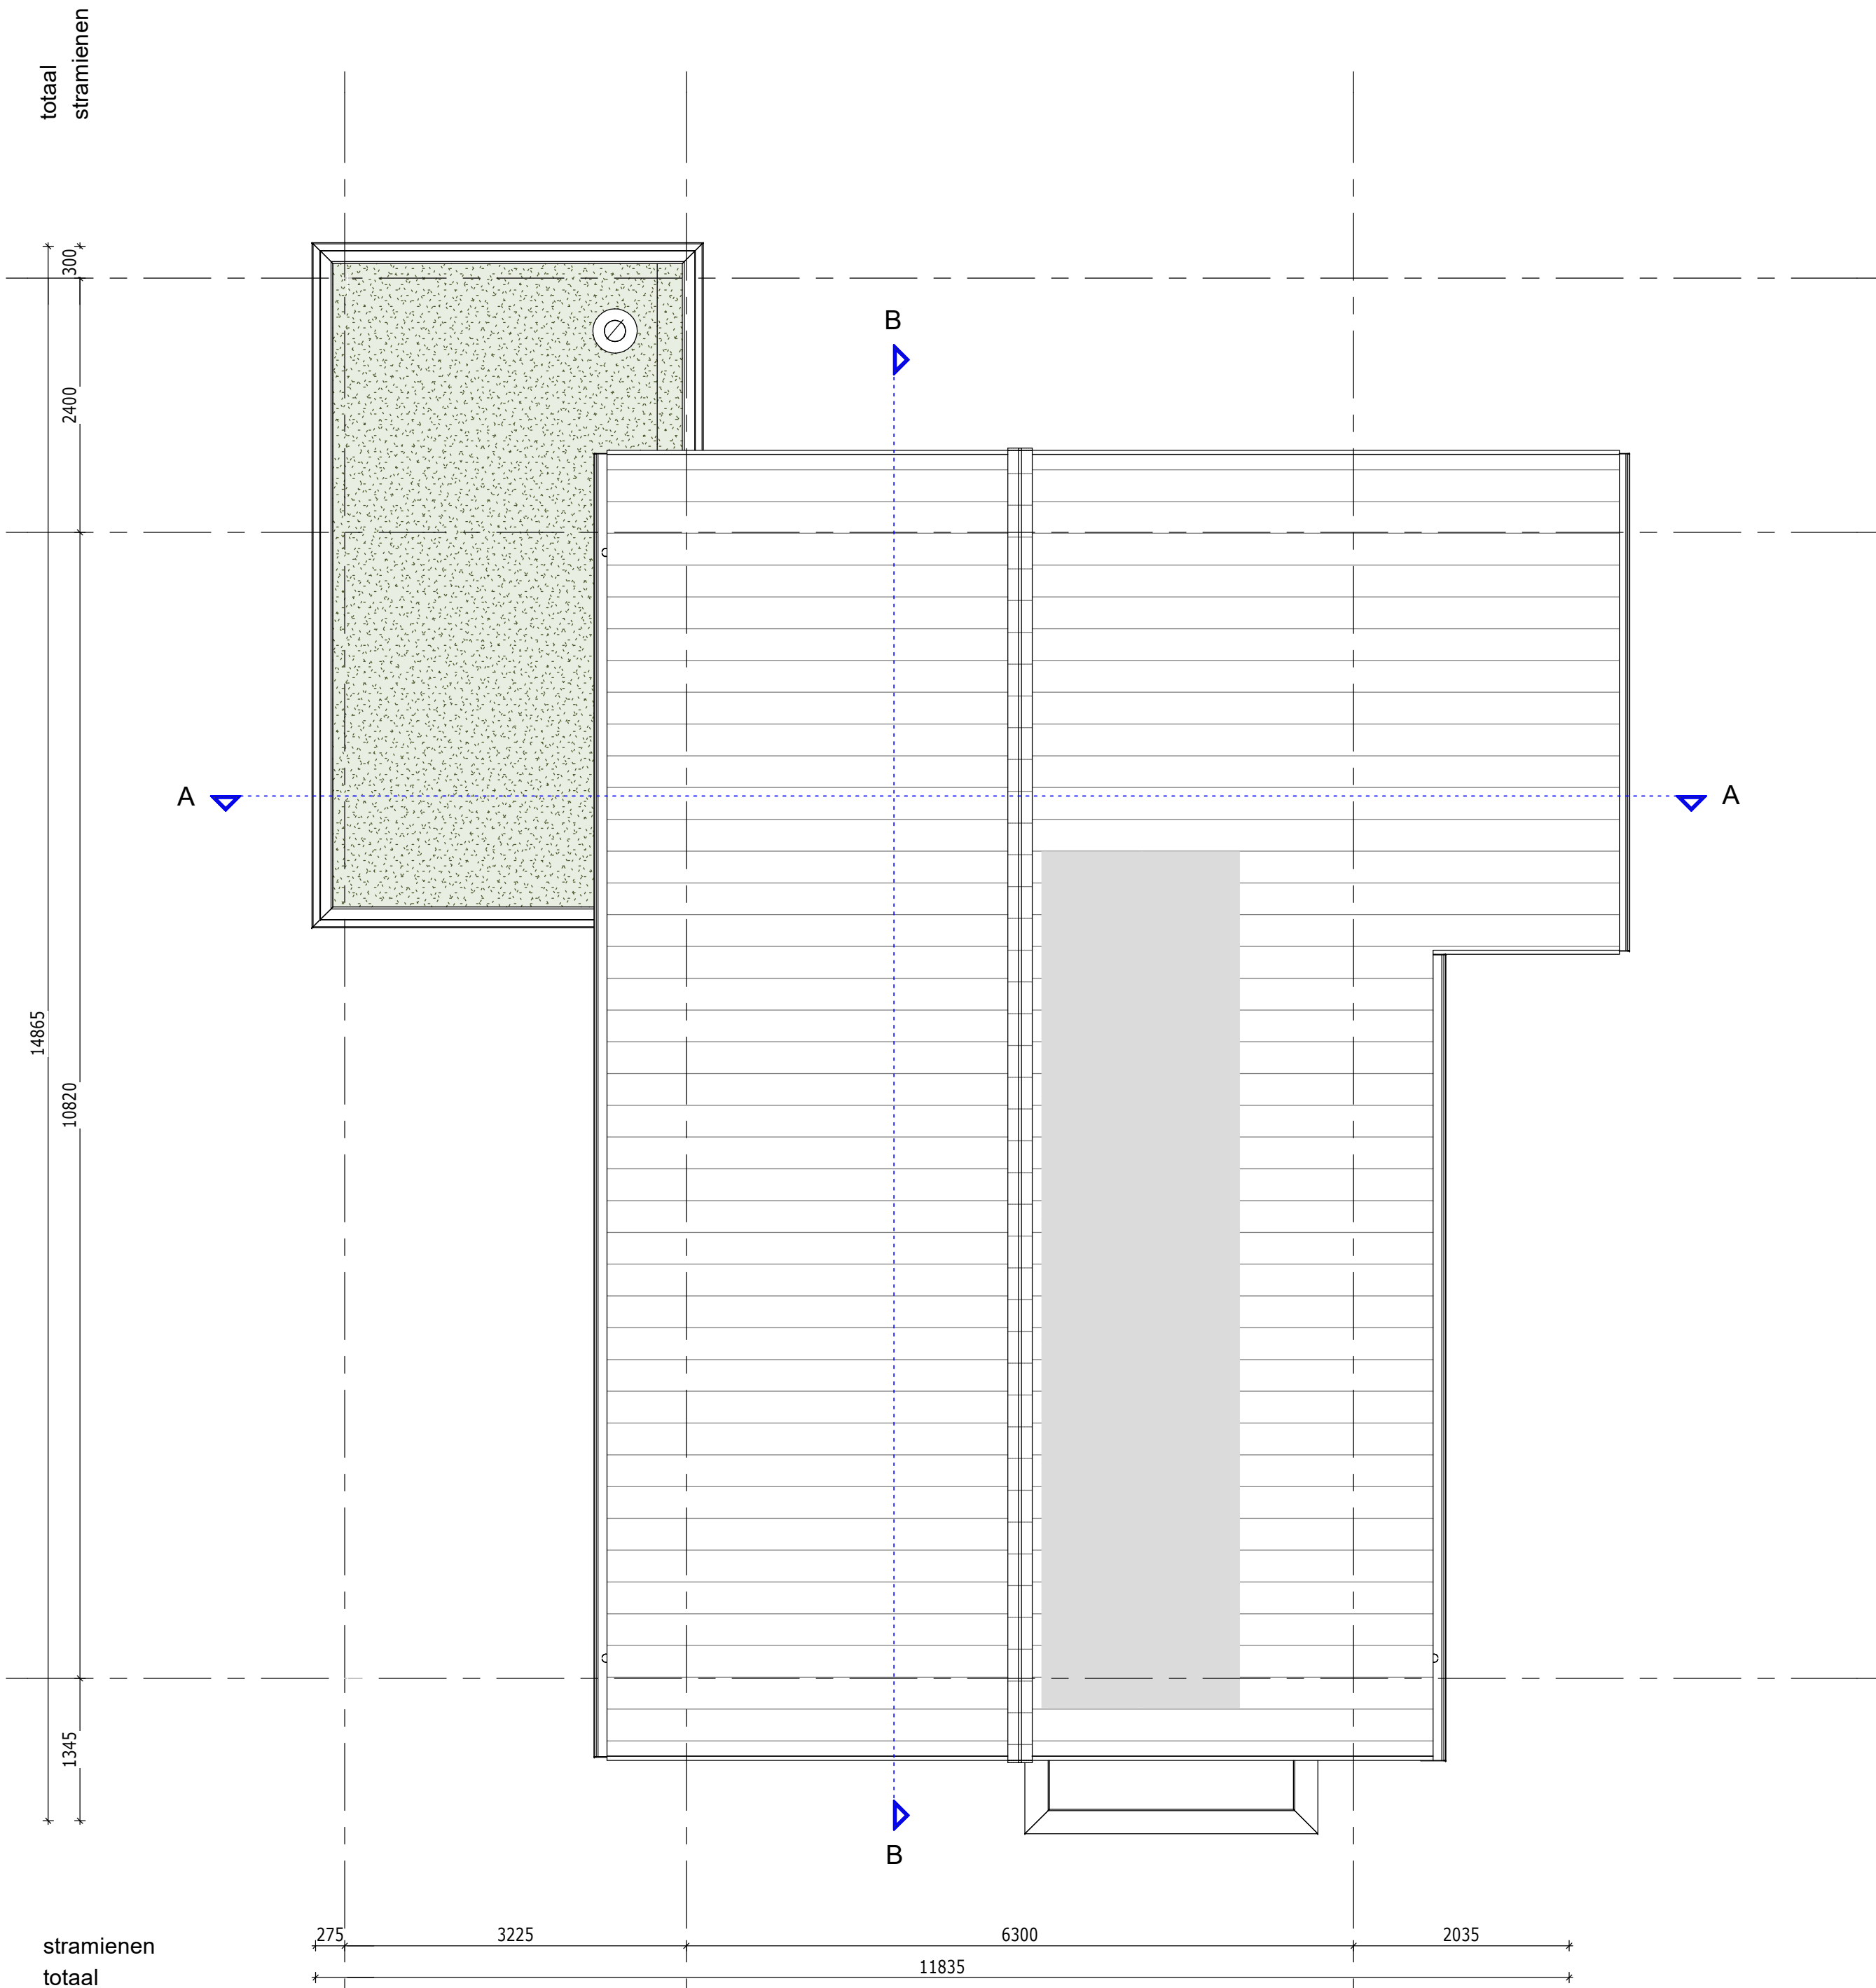 totaal
stramienen
300
2400
14865
10820
1345
B
A
A
B
stramienen
275
3225
6300
2035
totaal
11835